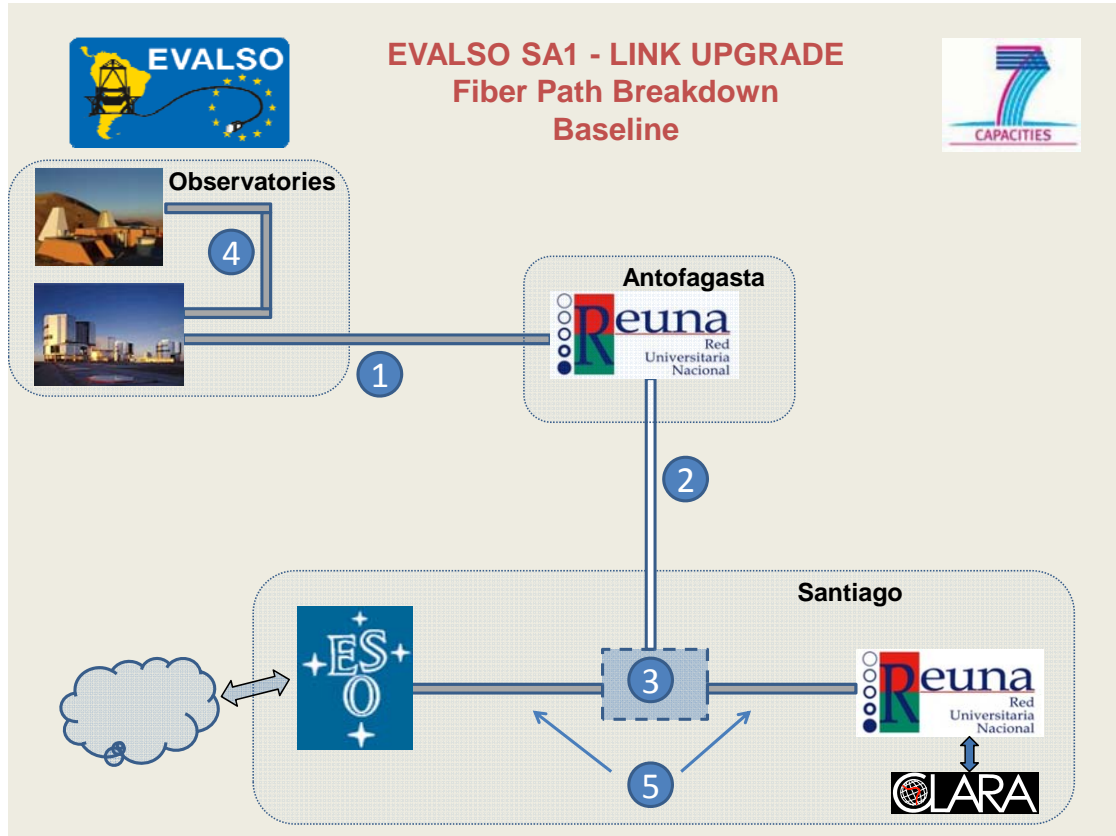 EVALSO
EVALSO SA1 - LINK UPGRADE
Fiber Path Breakdown
Baseline
7
CAPACITIES
Observatories
4
Antofagasta
Reuna
Red
Universitaria
Nacional
1
2
Santiago
ES
O
3
Reuna
Red
Universitaria
Nacional
5
CLARA